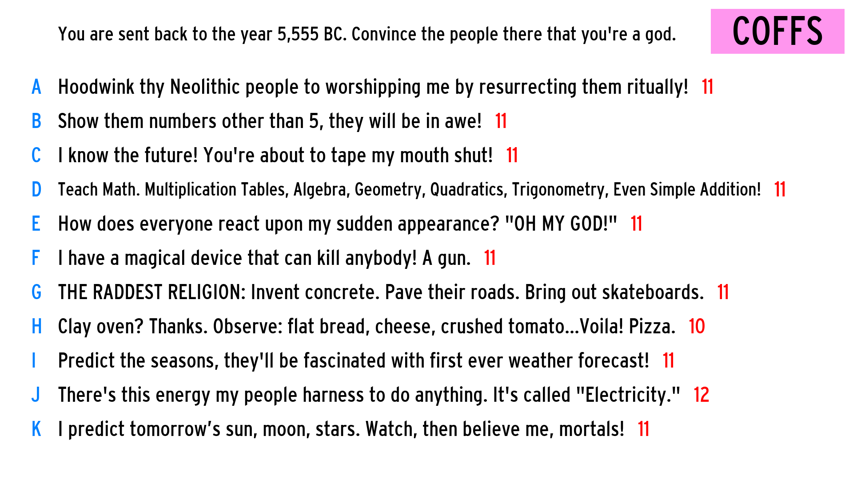 You are sent back to the year 5,555 BC. Convince the people there that you're a god. COFFS
A Hoodwink thy Neolithic people to worshipping me by resurrecting them ritually! 11
B Show them numbers other than 5, they will be in awe! 11
C I know the future! You're about to tape my mouth shut! 11
D Teach Math. Multiplication Tables, Algebra, Geometry, Quadratics, Trigonometry, Even Simple Addition! 11
E How does everyone react upon my sudden appearance? "OH MY GOD!" 11
F I have a magical device that can kill anybody! A gun. 11
G THE RADDEST RELIGION: Invent concrete. Pave their roads. Bring out skateboards. 11
H Clay oven? Thanks. Observe: flat bread, cheese, crushed tomato...Voila! Pizza. 10
I Predict the seasons, they'll be fascinated with first ever weather forecast! 11
J There's this energy my people harness to do anything. It's called "Electricity." 12
K I predict tomorrow’s sun, moon, stars. Watch, then believe me, mortals! 11